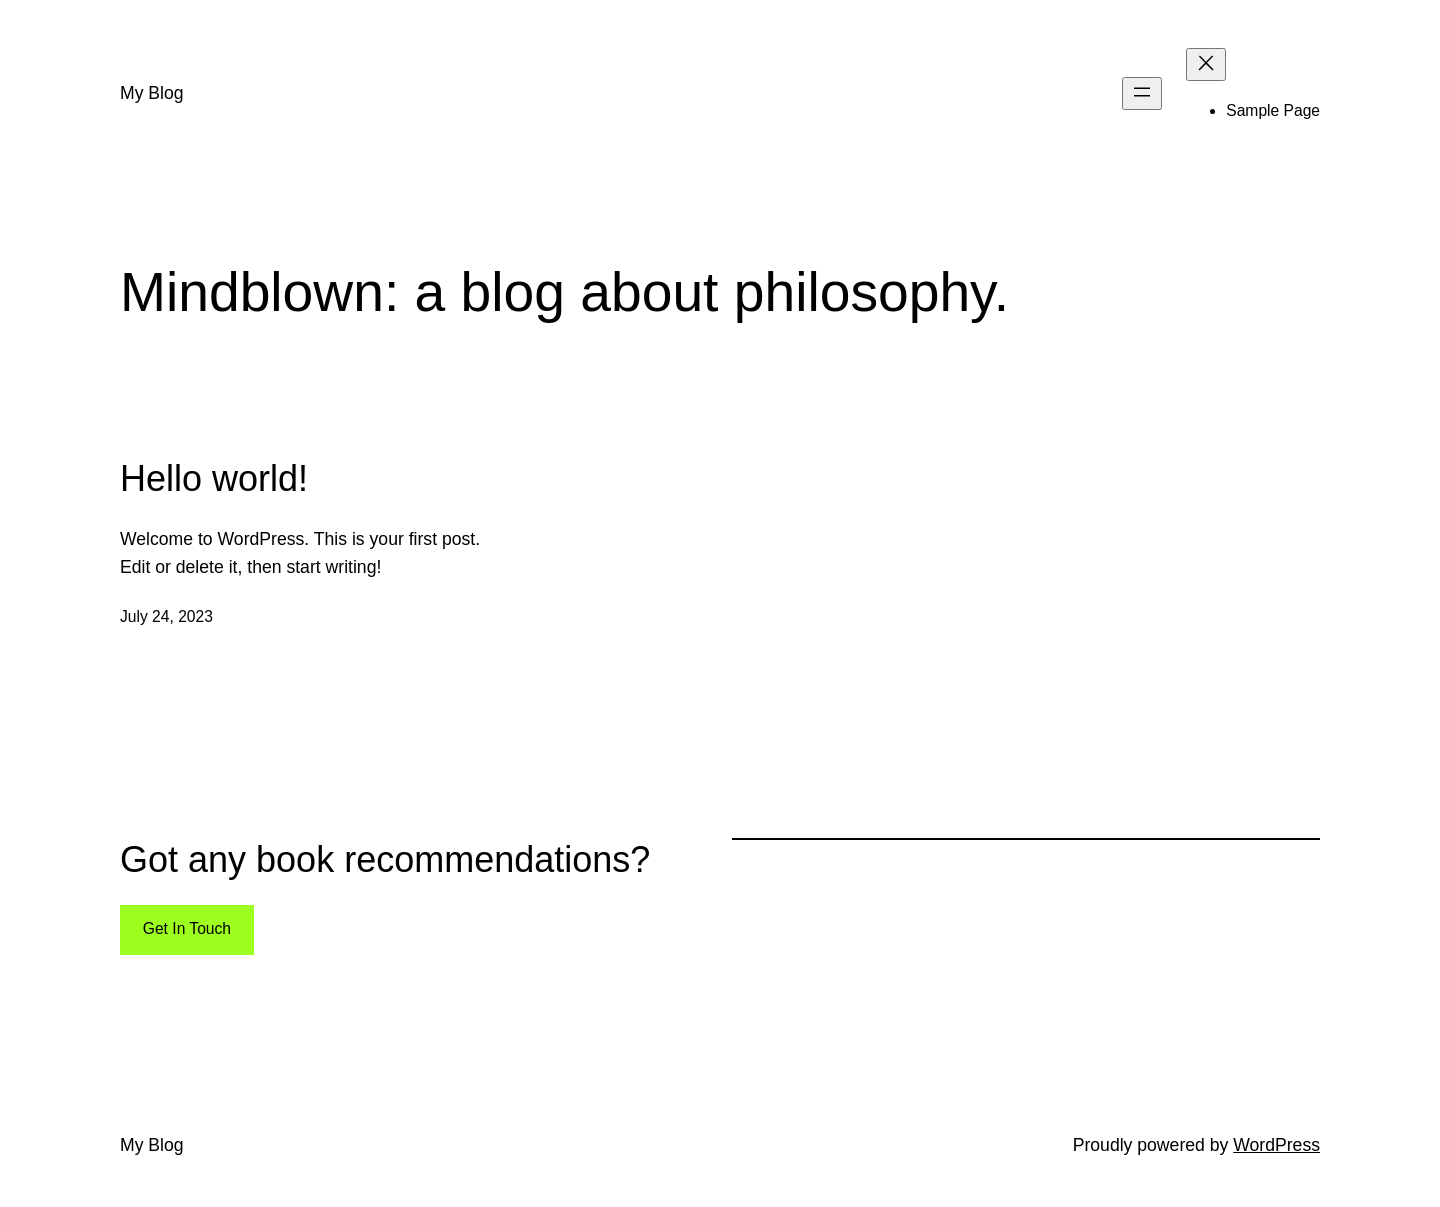 My Blog
Sample Page
Mindblown: a blog about philosophy.
Hello world!
Welcome to WordPress. This is your first post.
Edit or delete it, then start writing!
July 24, 2023
Got any book recommendations?
Get In Touch
My Blog
Proudly powered by WordPress